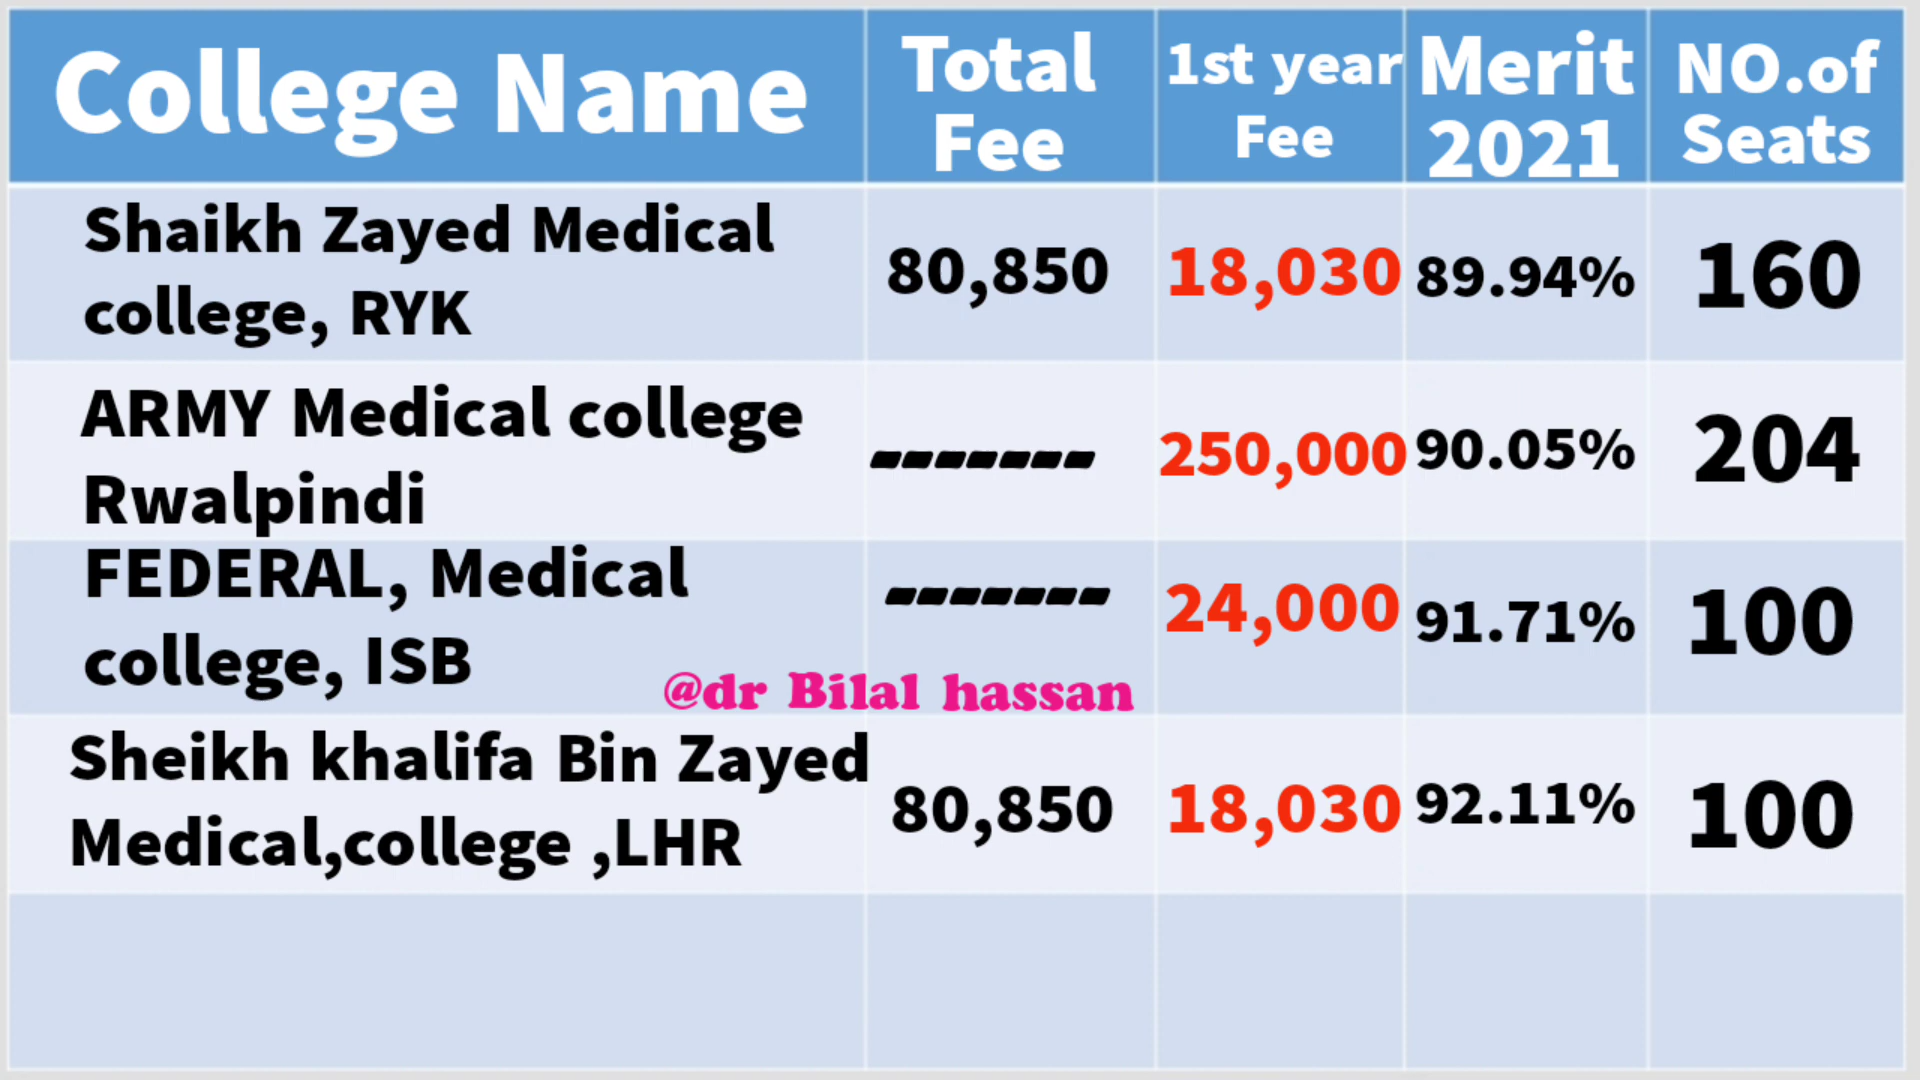 College Name
Total
Fee
1st year
Fee
Merit
2021
NO.of
Seats
Shaikh Zayed Medical
college, RYK
80,850
18,030
89.94%
160
ARMY Medical college
Rwalpindi
-------
250,000
90.05%
204
FEDERAL, Medical
college, ISB
-------
24,000
91.71%
100
@dr Bilal hassan
Sheikh khalifa Bin Zayed
Medical,college ,LHR
80,850
18,030
92.11%
100